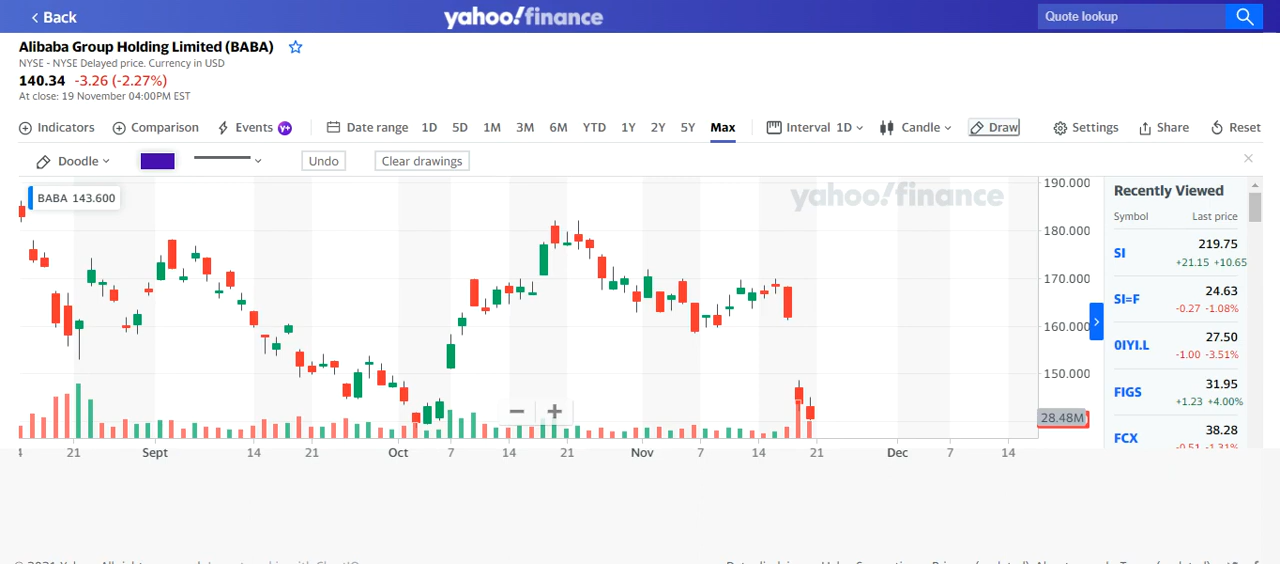 Back
yahoo!finance
Quote lookup
Alibaba Group Holding Limited (BABA)
NYSE - NYSE Delayed price. Currency in USD
140.34 -3.26 (-2.27%)
At close: 19 November 04:00PM EST
Indicators Comparison Events Y+ Date range 1D 5D 1M 3M 6M YTD 1Y 2Y 5Y Max Interval 1D Candle Draw Settings Share Reset
Doodle Undo Clear drawings
BABA 143.600
yahoo!finance
190.000
180.000
170.000
160.000
150.000
28.48M
21 Sept 14 21 Oct 7 14 21 Nov 7 14 21 Dec 7 14
Recently Viewed
Symbol Last price
SI 219.75
+21.15 +10.65
SI=F 24.63
-0.27 -1.08%
0IYI.L 27.50
-1.00 -3.51%
FIGS 31.95
+1.23 +4.00%
FCX 38.28
-0.51 -1.31%